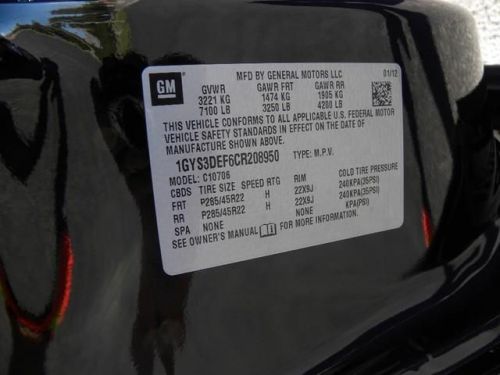 GM
MFD BY GENERAL MOTORS LLC 01/12
GVWR GAWR FRT GAWR RR
3221 KG 1474 KG 1905 KG
7100 LB 3250 LB 4200 LB
THIS VEHICLE CONFORMS TO ALL APPLICABLE U.S. FEDERAL MOTOR
VEHICLE SAFETY STANDARDS IN EFFECT ON THE DATE OF
MANUFACTURE SHOWN ABOVE.
1GYS3DEF6CR208950 TYPE: M.P.V.
MODEL: C10706
CBDS TIRE SIZE SPEED RTG RIM COLD TIRE PRESSURE
FRT P285/45R22 H 22X9J 240KPA(35PSI)
RR P285/45R22 H 22X9J 240KPA(35PSI)
SPA NONE NONE KPA(PSI)
SEE OWNER'S MANUAL FOR MORE INFORMATION.